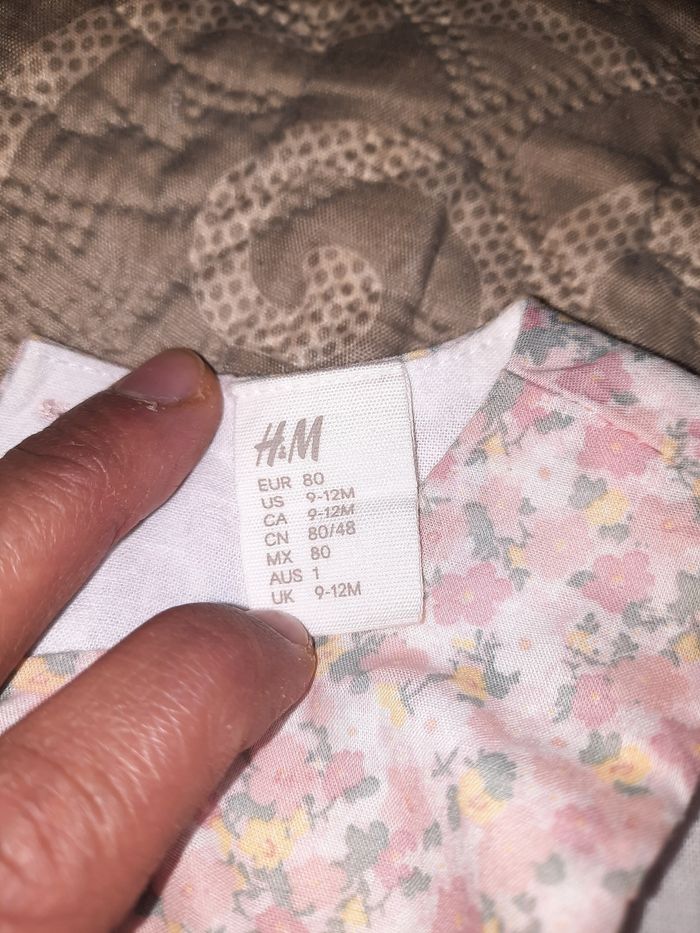 H&M
EUR 80
US 9-12M
CA 9-12M
CN 80/48
MX 80
AUS 1
UK 9-12M